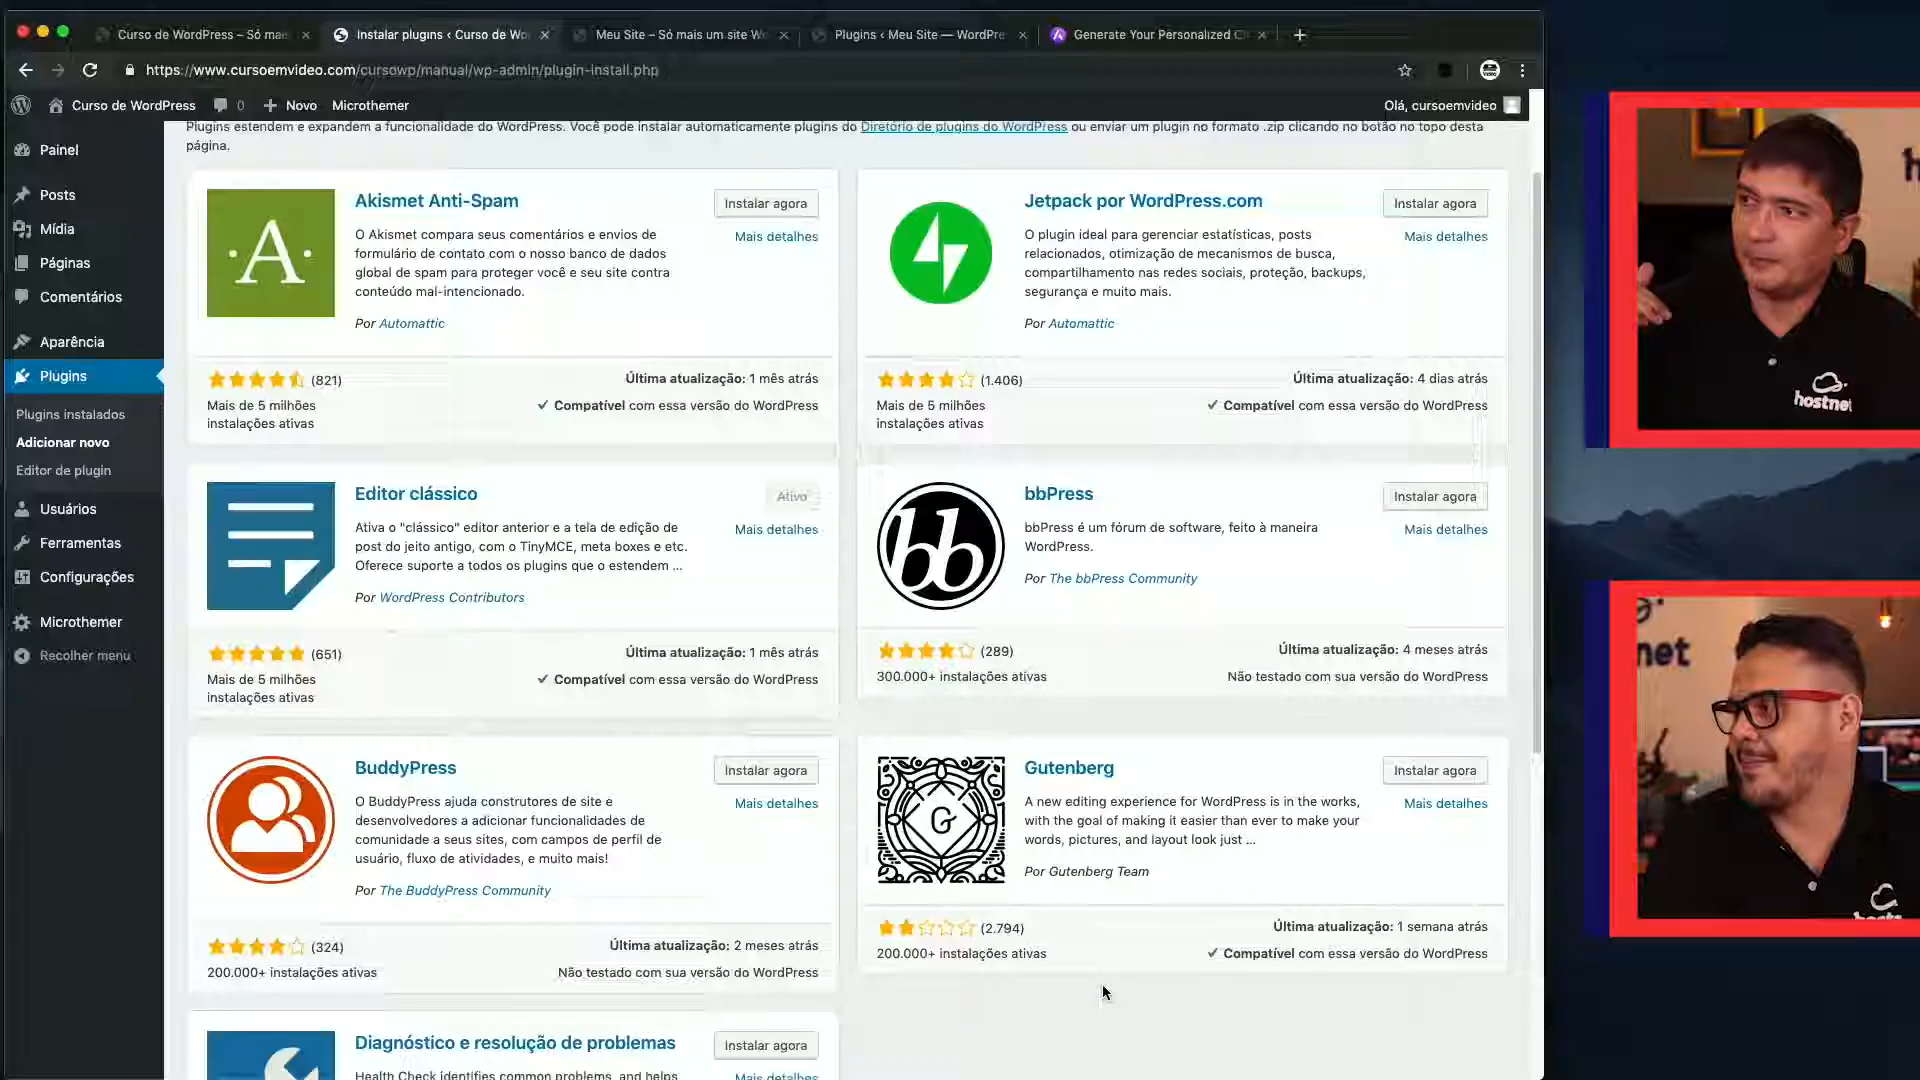 Curso de WordPress – Só mais
Instalar plugins ‹ Curso de Wo
Meu Site – Só mais um site Wo
Plugins ‹ Meu Site — WordPre
Generate Your Personalized Ch
https://www.cursoemvideo.com/cursowp/manual/wp-admin/plugin-install.php
Curso de WordPress
0
Novo
Microthemer
Olá, cursoemvideo
Painel
Posts
Mídia
Páginas
Comentários
Aparência
Plugins
Plugins instalados
Adicionar novo
Editor de plugin
Usuários
Ferramentas
Configurações
Microthemer
Recolher menu
Plugins estendem e expandem a funcionalidade do WordPress. Você pode instalar automaticamente plugins do Diretório de plugins do WordPress ou enviar um plugin no formato .zip clicando no botão no topo desta
página.
·A·
Akismet Anti-Spam
Instalar agora
Mais detalhes
O Akismet compara seus comentários e envios de
formulário de contato com o nosso banco de dados
global de spam para proteger você e seu site contra
conteúdo mal-intencionado.
Por Automattic
(821)
Última atualização: 1 mês atrás
Mais de 5 milhões
instalações ativas
✓ Compatível com essa versão do WordPress
Jetpack por WordPress.com
Instalar agora
Mais detalhes
O plugin ideal para gerenciar estatísticas, posts
relacionados, otimização de mecanismos de busca,
compartilhamento nas redes sociais, proteção, backups,
segurança e muito mais.
Por Automattic
(1.406)
Última atualização: 4 dias atrás
Mais de 5 milhões
instalações ativas
✓ Compatível com essa versão do WordPress
Editor clássico
Ativo
Mais detalhes
Ativa o "clássico" editor anterior e a tela de edição de
post do jeito antigo, com o TinyMCE, meta boxes e etc.
Oferece suporte a todos os plugins que o estendem ...
Por WordPress Contributors
(651)
Última atualização: 1 mês atrás
Mais de 5 milhões
instalações ativas
✓ Compatível com essa versão do WordPress
bb
bbPress
Instalar agora
Mais detalhes
bbPress é um fórum de software, feito à maneira
WordPress.
Por The bbPress Community
(289)
Última atualização: 4 meses atrás
300.000+ instalações ativas
Não testado com sua versão do WordPress
BuddyPress
Instalar agora
Mais detalhes
O BuddyPress ajuda construtores de site e
desenvolvedores a adicionar funcionalidades de
comunidade a seus sites, com campos de perfil de
usuário, fluxo de atividades, e muito mais!
Por The BuddyPress Community
(324)
Última atualização: 2 meses atrás
200.000+ instalações ativas
Não testado com sua versão do WordPress
G
Gutenberg
Instalar agora
Mais detalhes
A new editing experience for WordPress is in the works,
with the goal of making it easier than ever to make your
words, pictures, and layout look just ...
Por Gutenberg Team
(2.794)
Última atualização: 1 semana atrás
200.000+ instalações ativas
✓ Compatível com essa versão do WordPress
Diagnóstico e resolução de problemas
Instalar agora
Mais detalhes
Health Check identifies common problems, and helps
hostnet
net